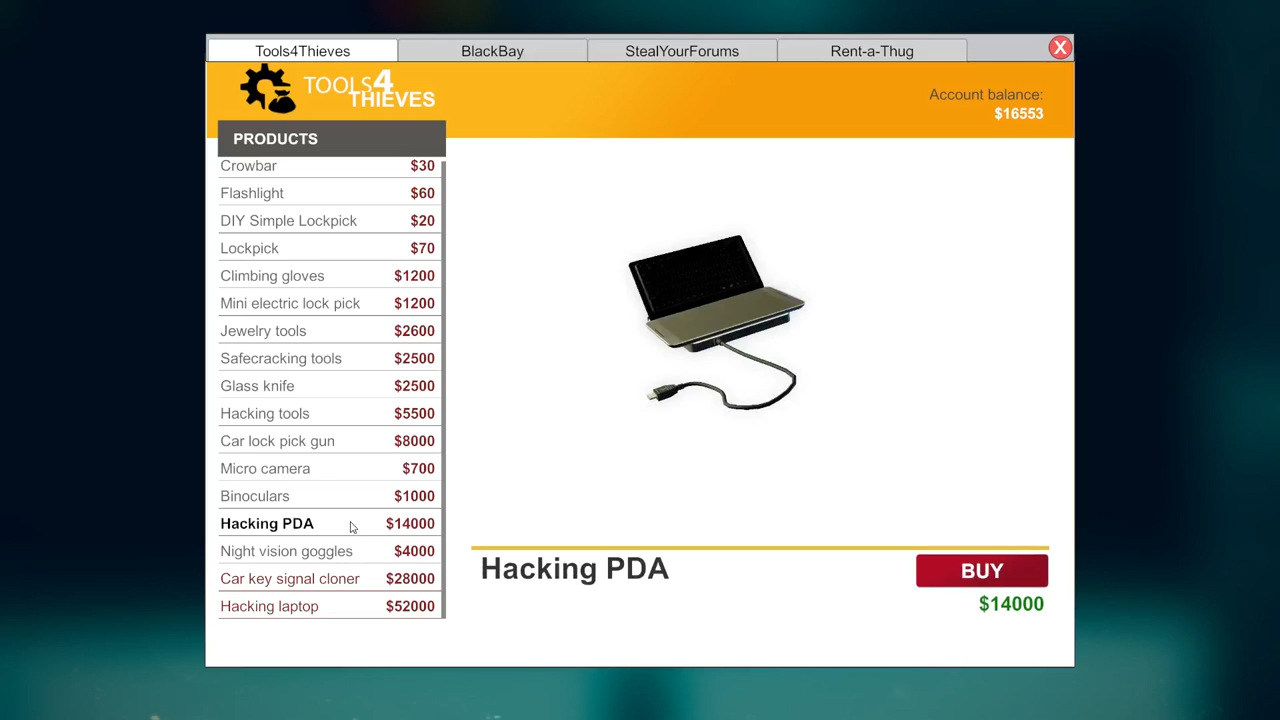 Tools4Thieves BlackBay StealYourForums Rent-a-Thug X
TOOLS4
THIEVES
Account balance:
$16553
PRODUCTS
Crowbar $30
Flashlight $60
DIY Simple Lockpick $20
Lockpick $70
Climbing gloves $1200
Mini electric lock pick $1200
Jewelry tools $2600
Safecracking tools $2500
Glass knife $2500
Hacking tools $5500
Car lock pick gun $8000
Micro camera $700
Binoculars $1000
Hacking PDA $14000
Night vision goggles $4000
Car key signal cloner $28000
Hacking laptop $52000
Hacking PDA
BUY
$14000